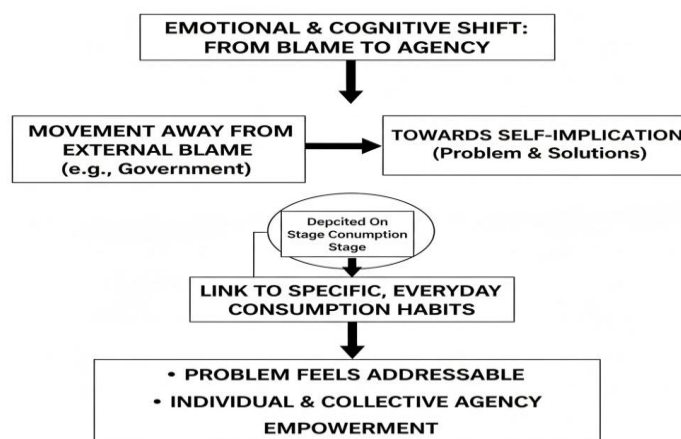 EMOTIONAL & COGNITIVE SHIFT:
FROM BLAME TO AGENCY
MOVEMENT AWAY FROM
EXTERNAL BLAME
(e.g., Government)
TOWARDS SELF-IMPLICATION
(Problem & Solutions)
Depcited On
Stage Conumption
Stage
LINK TO SPECIFIC, EVERYDAY
CONSUMPTION HABITS
• PROBLEM FEELS ADDRESSABLE
• INDIVIDUAL & COLLECTIVE AGENCY
EMPOWERMENT